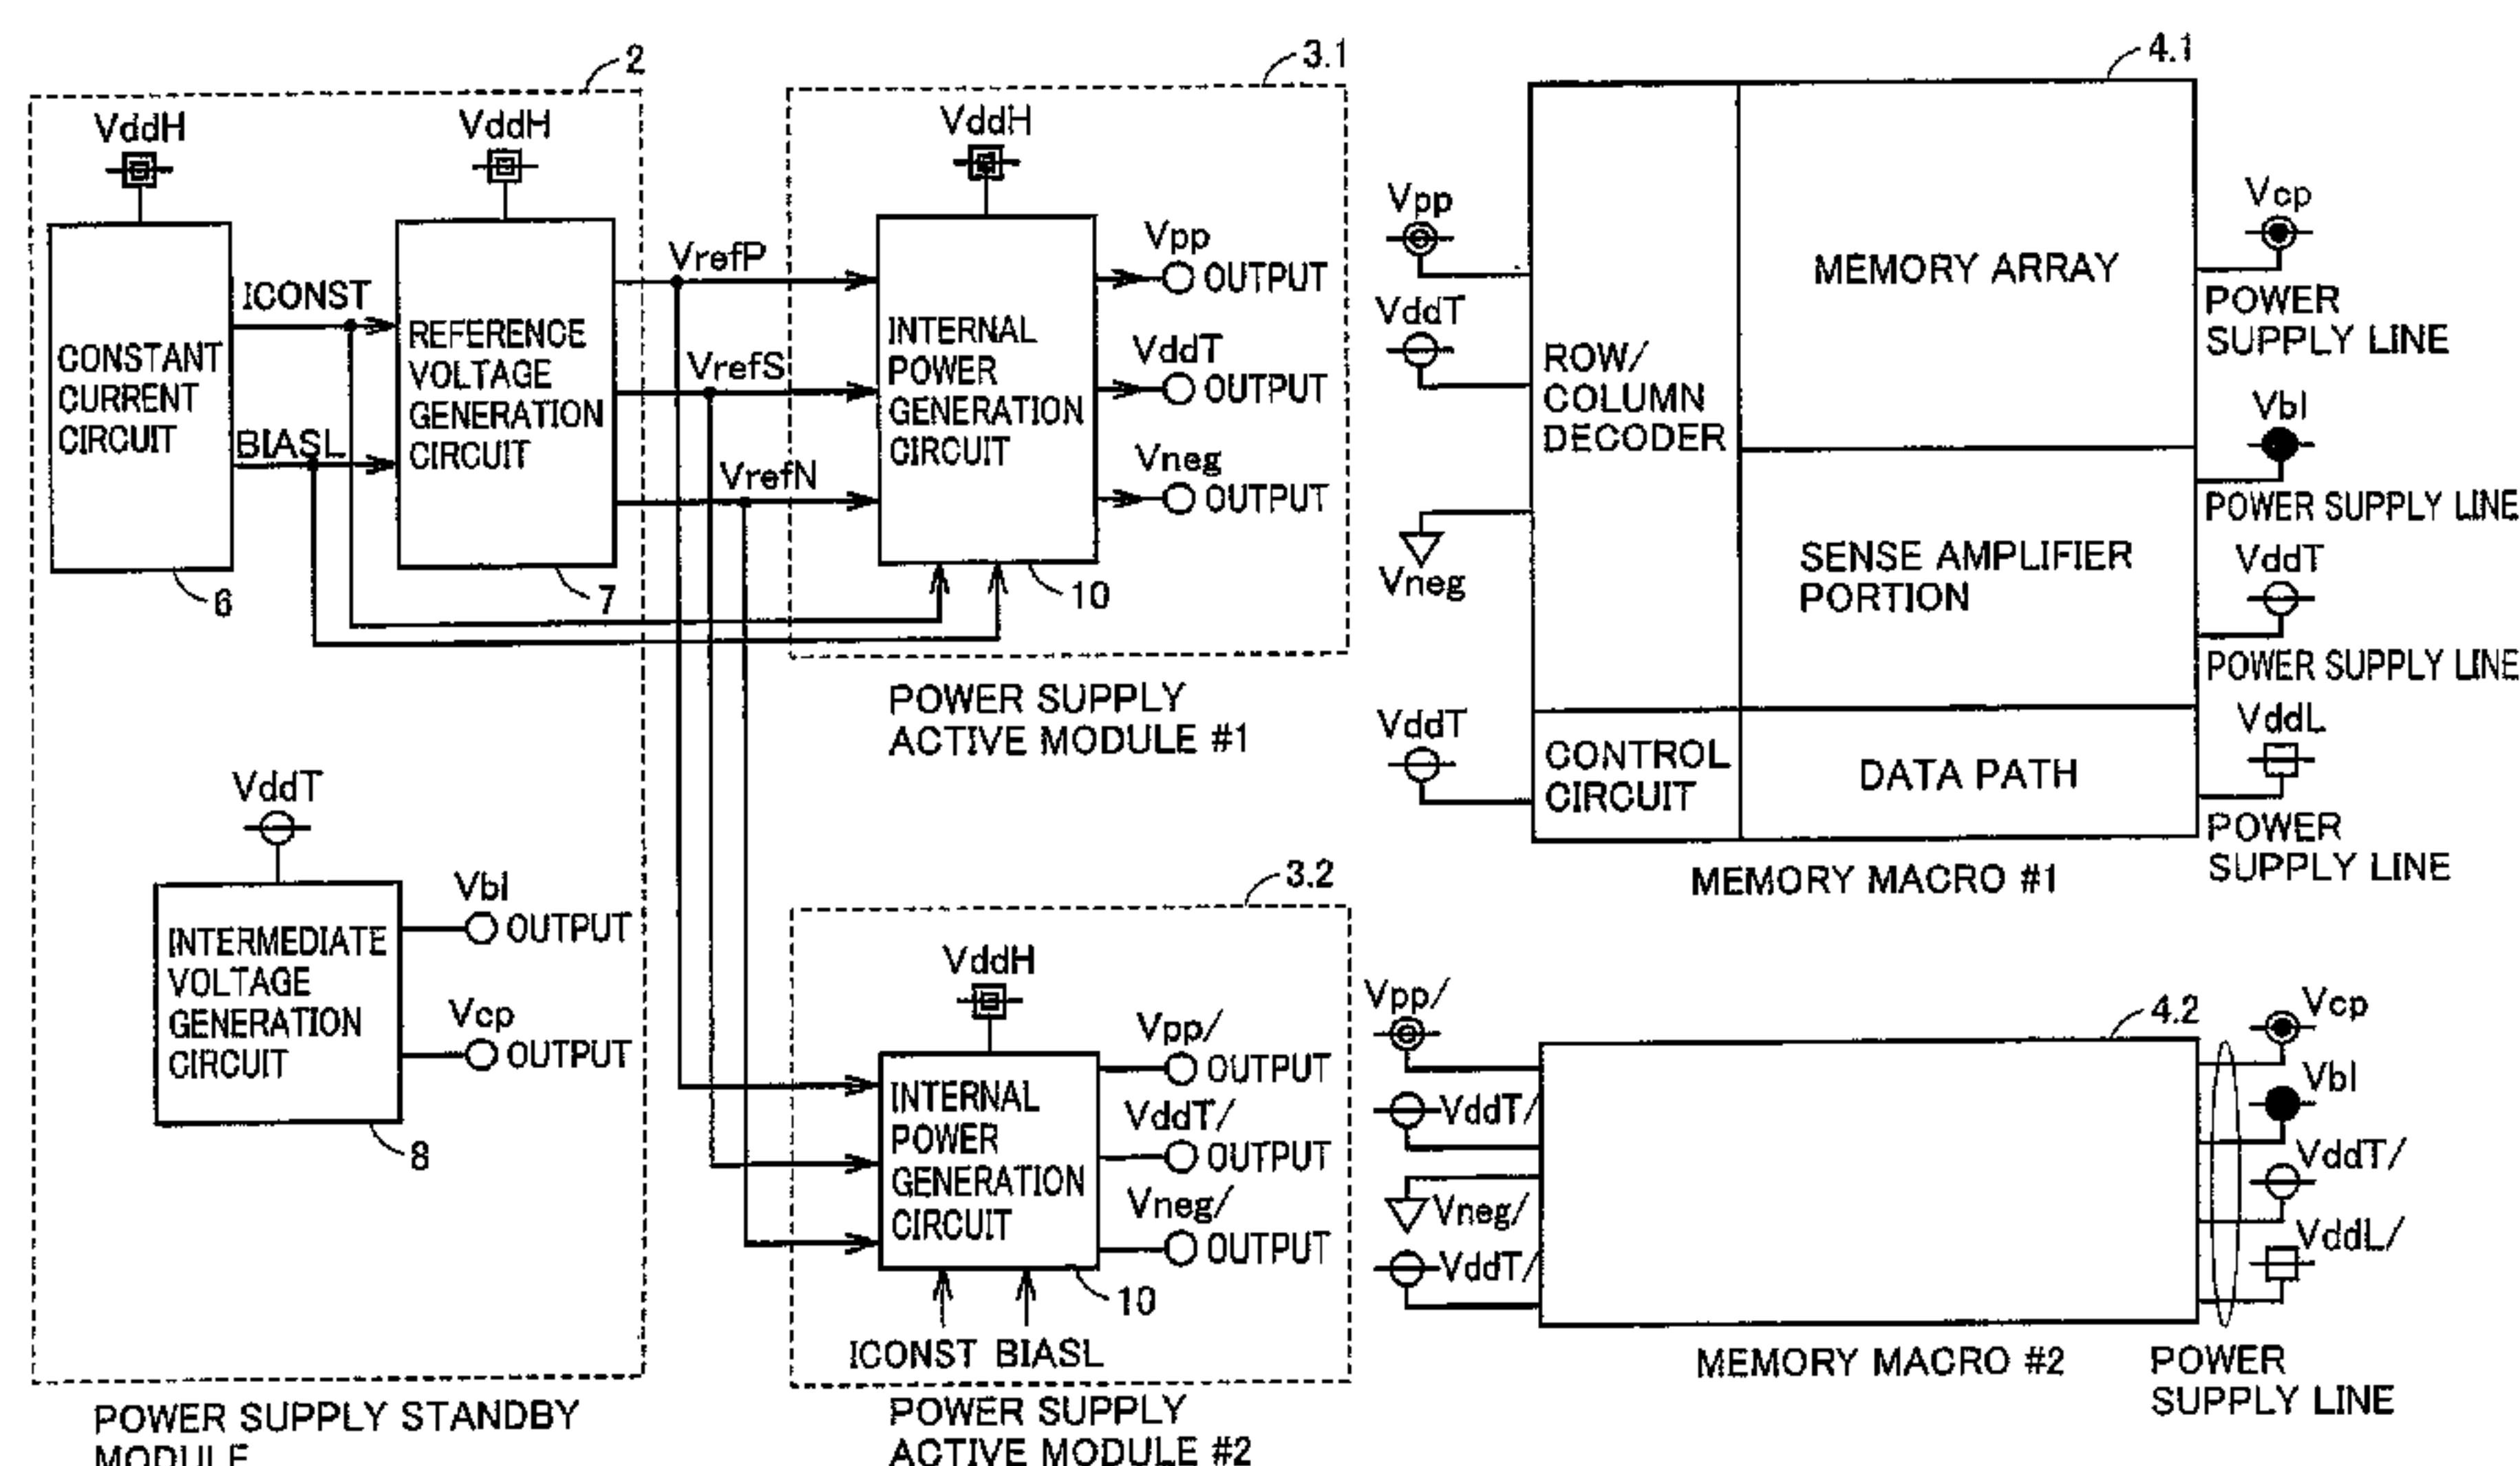 2
VddH
VddH
CONSTANT
CURRENT
CIRCUIT
6
ICONST
BIASL
REFERENCE
VOLTAGE
GENERATION
CIRCUIT
7
VddT
INTERMEDIATE
VOLTAGE
GENERATION
CIRCUIT
8
Vbl
OUTPUT
Vcp
OUTPUT
POWER SUPPLY STANDBY
MODULE
VrefP
VrefS
VrefN
3.1
VddH
INTERNAL
POWER
GENERATION
CIRCUIT
10
Vpp
OUTPUT
VddT
OUTPUT
Vneg
OUTPUT
POWER SUPPLY
ACTIVE MODULE #1
3.2
VddH
INTERNAL
POWER
GENERATION
CIRCUIT
10
Vpp/
OUTPUT
VddT/
OUTPUT
Vneg/
OUTPUT
ICONST BIASL
POWER SUPPLY
ACTIVE MODULE #2
4.1
Vpp
VddT
Vneg
VddT
ROW/
COLUMN
DECODER
MEMORY ARRAY
SENSE AMPLIFIER
PORTION
CONTROL
CIRCUIT
DATA PATH
Vcp
POWER
SUPPLY LINE
Vbl
POWER SUPPLY LINE
VddT
POWER SUPPLY LINE
VddL
POWER
SUPPLY LINE
MEMORY MACRO #1
4.2
Vpp/
VddT/
Vneg/
VddT/
Vcp
Vbl
VddT/
VddL/
MEMORY MACRO #2
POWER
SUPPLY LINE